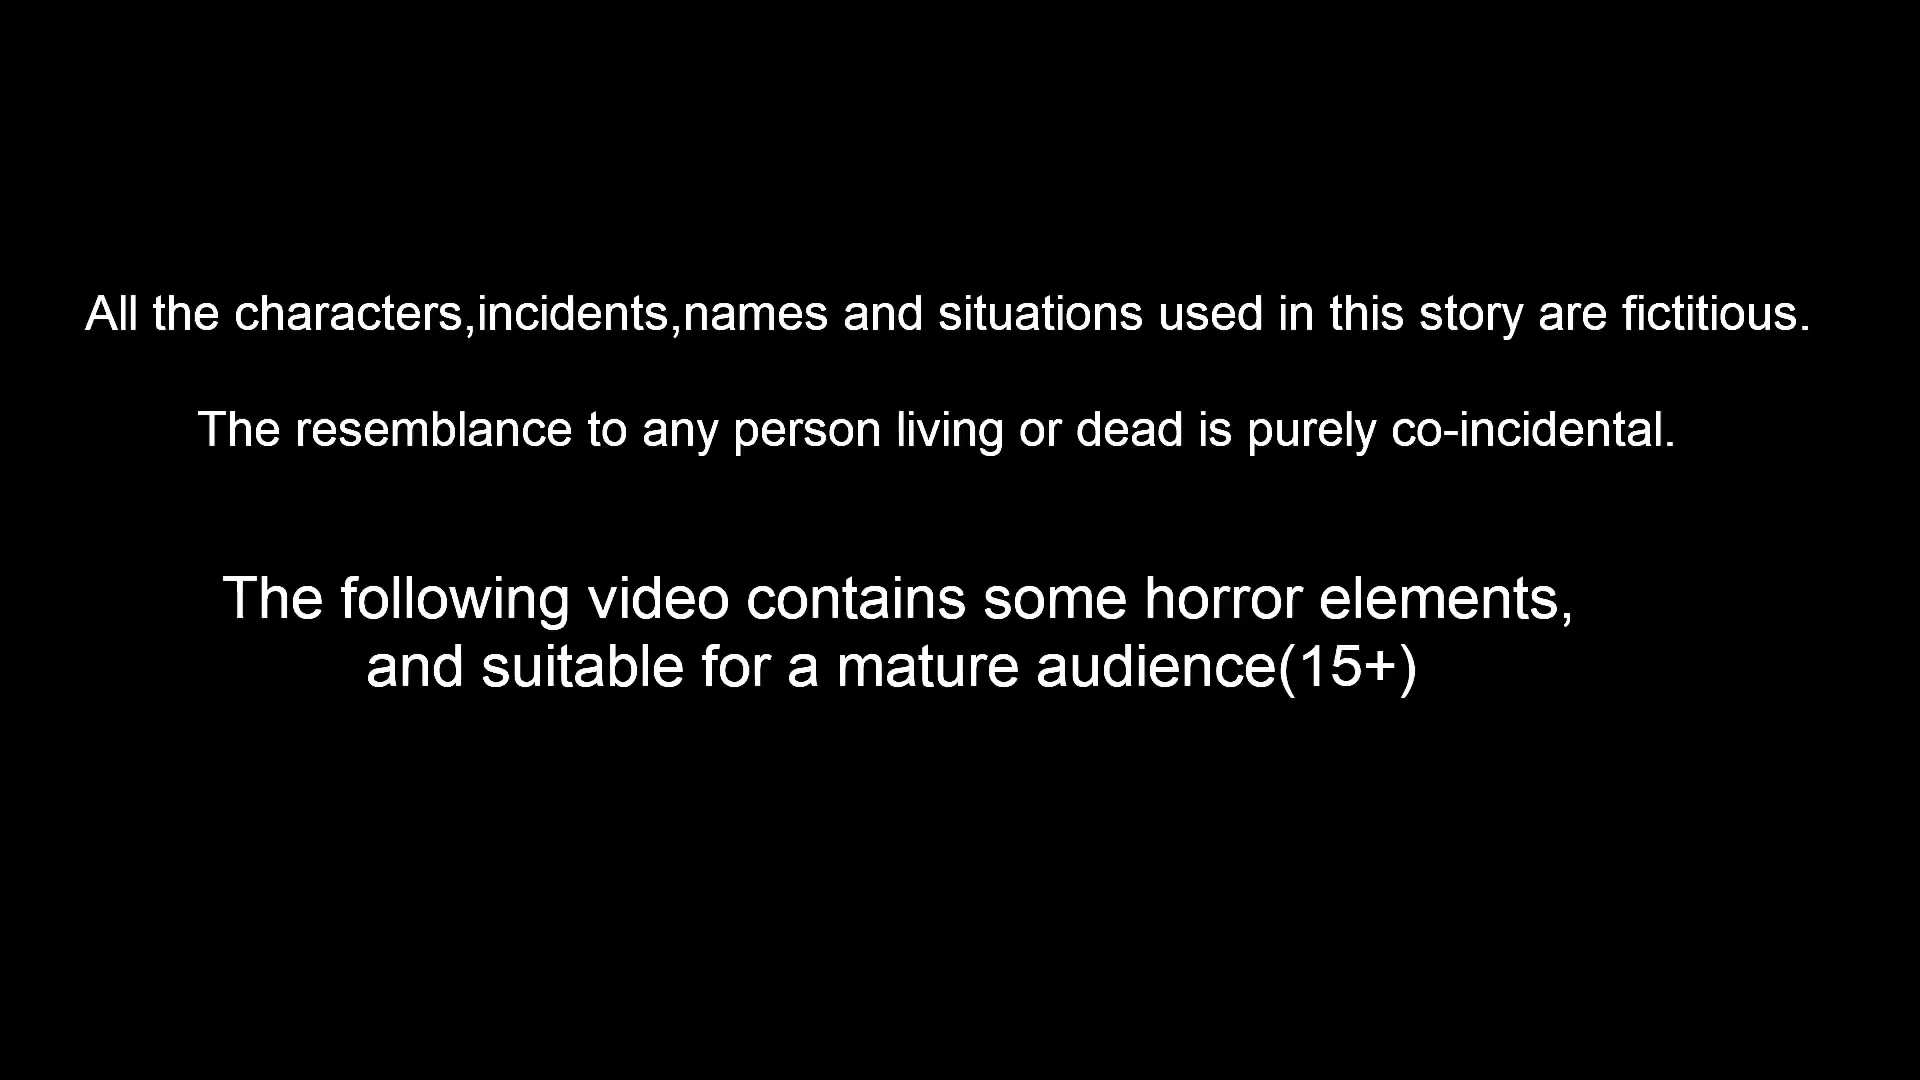 All the characters,incidents,names and situations used in this story are fictitious.
The resemblance to any person living or dead is purely co-incidental.
The following video contains some horror elements,
and suitable for a mature audience(15+)